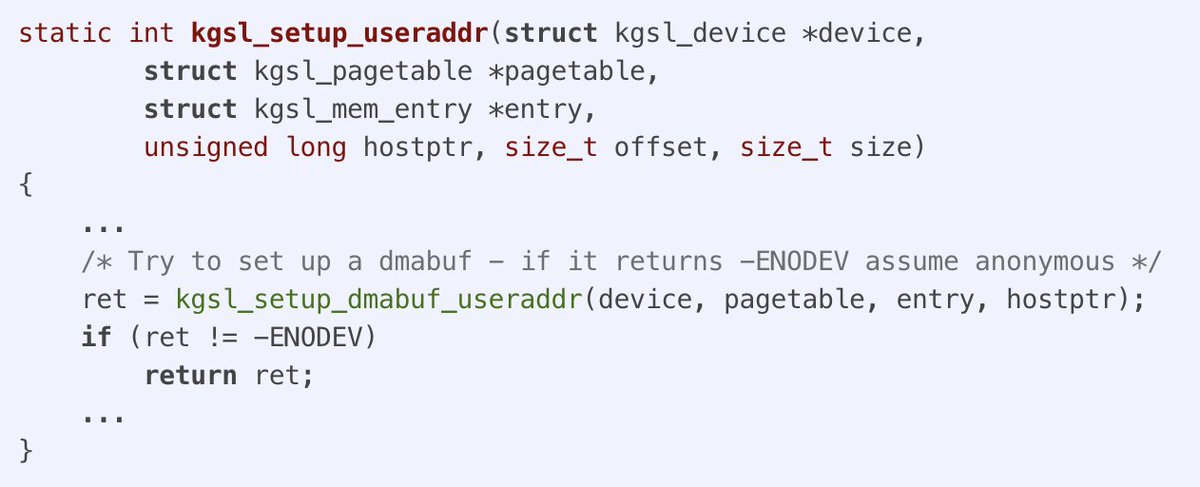 static int kgsl_setup_useraddr(struct kgsl_device *device,
struct kgsl_pagetable *pagetable,
struct kgsl_mem_entry *entry,
unsigned long hostptr, size_t offset, size_t size)
{
...
/* Try to set up a dmabuf - if it returns -ENODEV assume anonymous */
ret = kgsl_setup_dmabuf_useraddr(device, pagetable, entry, hostptr);
if (ret != -ENODEV)
return ret;
...
}